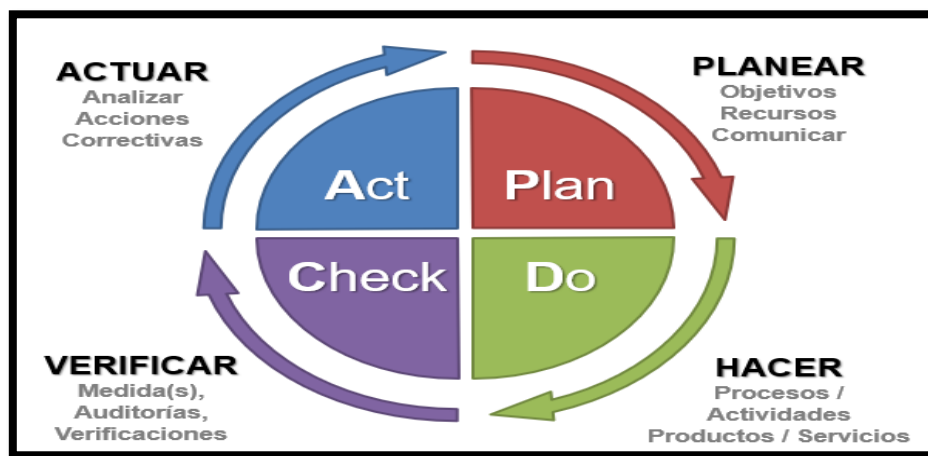 ACTUAR
Analizar
Acciones
Correctivas
PLANEAR
Objetivos
Recursos
Comunicar
Act
Plan
Check
Do
VERIFICAR
Medida(s),
Auditorías,
Verificaciones
HACER
Procesos /
Actividades
Productos / Servicios